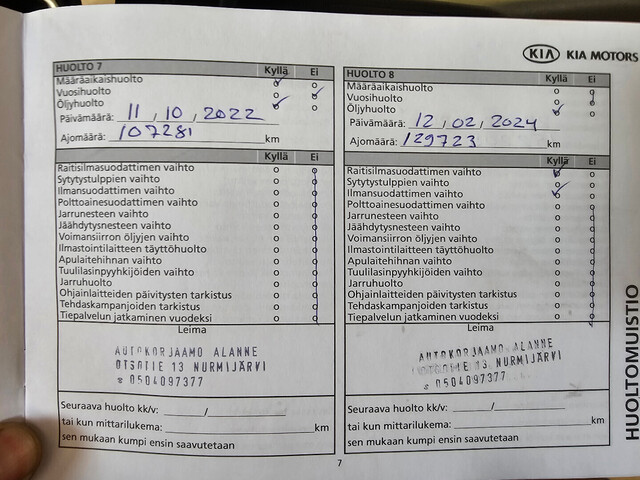 KIA KIA MOTORS
HUOLTO 7 Kyllä Ei
Määräaikaishuolto
Vuosihuolto
Öljyhuolto
Päivämäärä: 11 , 10 , 2022
Ajomäärä: 107281 km
Kyllä Ei
Raitisilmasuodattimen vaihto
Sytytystulppien vaihto
Ilmansuodattimen vaihto
Polttoainesuodattimen vaihto
Jarrunesteen vaihto
Jäähdytysnesteen vaihto
Voimansiirron öljyjen vaihto
Ilmastointilaitteen täyttöhuolto
Apulaitehihnan vaihto
Tuulilasinpyyhkijöiden vaihto
Jarruhuolto
Ohjainlaitteiden päivitysten tarkistus
Tehdaskampanjoiden tarkistus
Tiepalvelun jatkaminen vuodeksi
Leima
AUTOKORJAAMO ALANNE
OTSOTIE 13 NURMIJÄRVI
0504097377
Seuraava huolto kk/v: /
tai kun mittarilukema: km
sen mukaan kumpi ensin saavutetaan
HUOLTO 8 Kyllä Ei
Määräaikaishuolto
Vuosihuolto
Öljyhuolto
Päivämäärä: 12 , 02 , 2024
Ajomäärä: 129723 km
Kyllä Ei
Raitisilmasuodattimen vaihto
Sytytystulppien vaihto
Ilmansuodattimen vaihto
Polttoainesuodattimen vaihto
Jarrunesteen vaihto
Jäähdytysnesteen vaihto
Voimansiirron öljyjen vaihto
Ilmastointilaitteen täyttöhuolto
Apulaitehihnan vaihto
Tuulilasinpyyhkijöiden vaihto
Jarruhuolto
Ohjainlaitteiden päivitysten tarkistus
Tehdaskampanjoiden tarkistus
Tiepalvelun jatkaminen vuodeksi
Leima
AUTOKORJAAMO ALANNE
OTSOTIE 13 NURMIJÄRVI
0504097377
Seuraava huolto kk/v: /
tai kun mittarilukema: km
sen mukaan kumpi ensin saavutetaan
7
HUOLTOMUISTIO